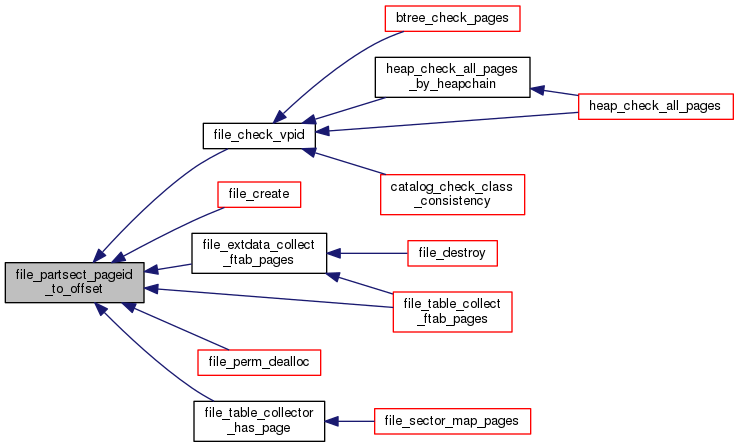 btree_check_pages
heap_check_all_pages
_by_heapchain
heap_check_all_pages
file_check_vpid
catalog_check_class
_consistency
file_create
file_extdata_collect
_ftab_pages
file_destroy
file_partsect_pageid
_to_offset
file_table_collect
_ftab_pages
file_perm_dealloc
file_table_collector
_has_page
file_sector_map_pages